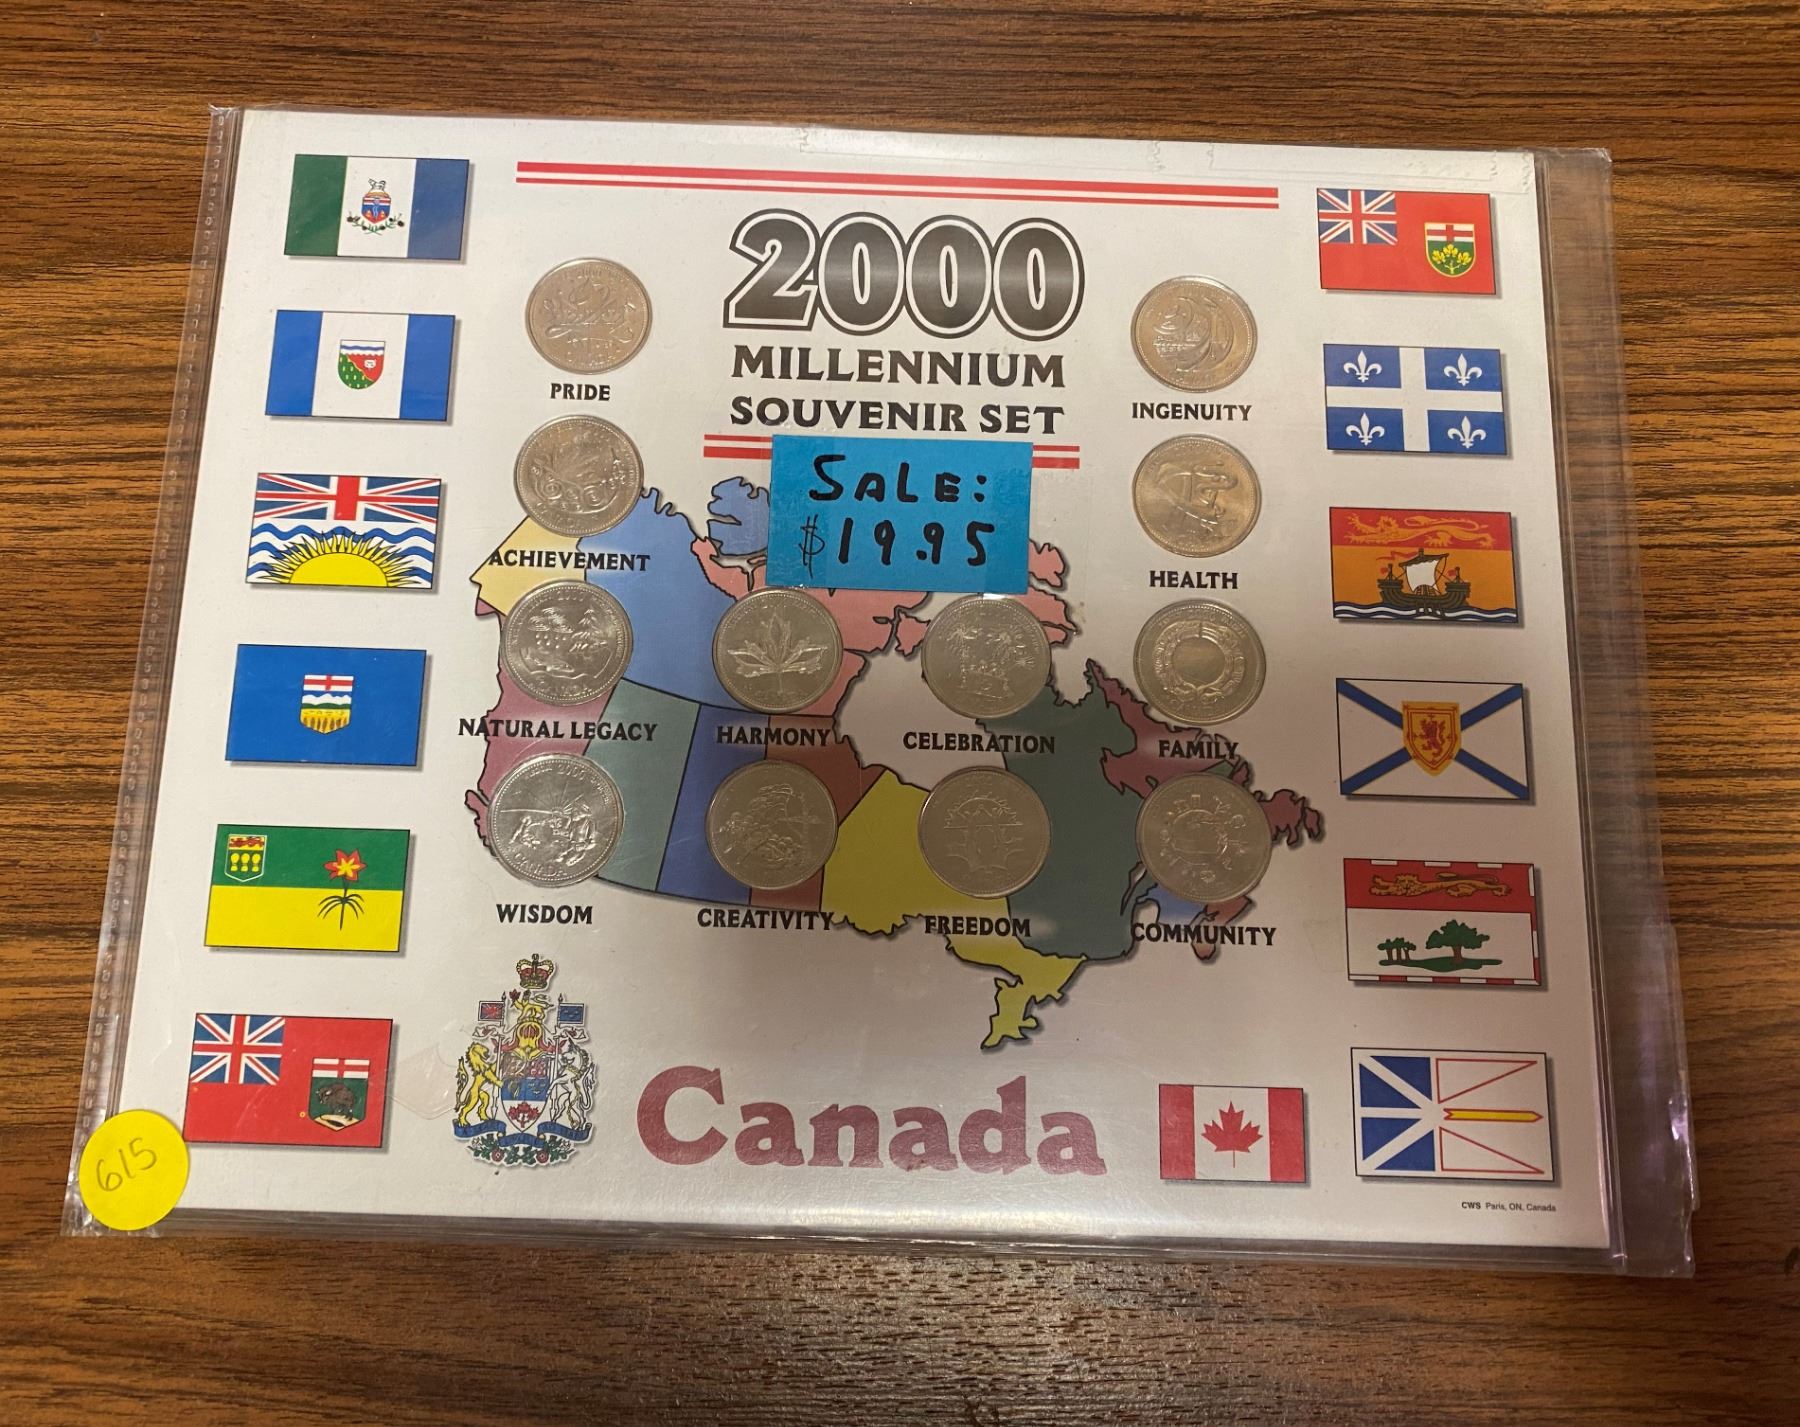 2000
MILLENNIUM
SOUVENIR SET
SALE:
$19.95
PRIDE
INGENUITY
ACHIEVEMENT
HEALTH
NATURAL LEGACY
HARMONY
CELEBRATION
FAMILY
WISDOM
CREATIVITY
FREEDOM
COMMUNITY
CANADA
Canada
615
CWS Paris, ON, Canada